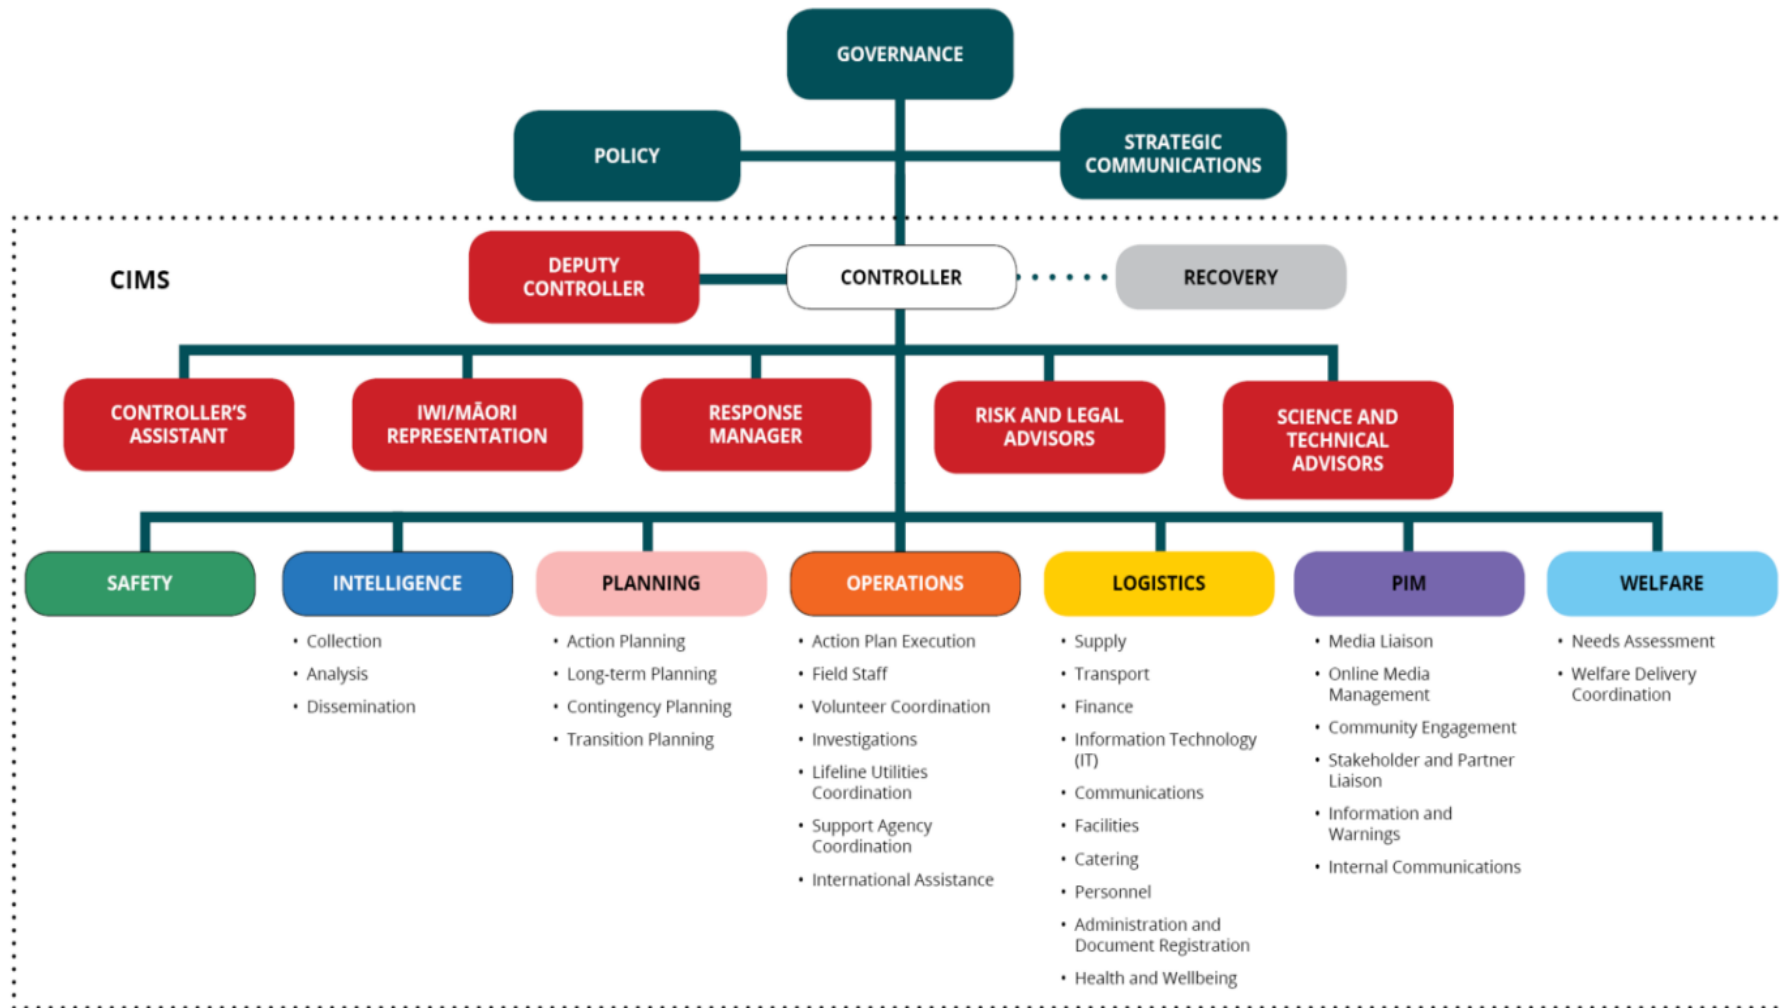 GOVERNANCE
POLICY
STRATEGIC
COMMUNICATIONS
CIMS
DEPUTY
CONTROLLER
CONTROLLER
RECOVERY
CONTROLLER'S
ASSISTANT
IWI/MĀORI
REPRESENTATION
RESPONSE
MANAGER
RISK AND LEGAL
ADVISORS
SCIENCE AND
TECHNICAL
ADVISORS
SAFETY
INTELLIGENCE
• Collection
• Analysis
• Dissemination
PLANNING
• Action Planning
• Long-term Planning
• Contingency Planning
• Transition Planning
OPERATIONS
• Action Plan Execution
• Field Staff
• Volunteer Coordination
• Investigations
• Lifeline Utilities
Coordination
• Support Agency
Coordination
• International Assistance
LOGISTICS
• Supply
• Transport
• Finance
• Information Technology
(IT)
• Communications
• Facilities
• Catering
• Personnel
• Administration and
Document Registration
• Health and Wellbeing
PIM
• Media Liaison
• Online Media
Management
• Community Engagement
• Stakeholder and Partner
Liaison
• Information and
Warnings
• Internal Communications
WELFARE
• Needs Assessment
• Welfare Delivery
Coordination